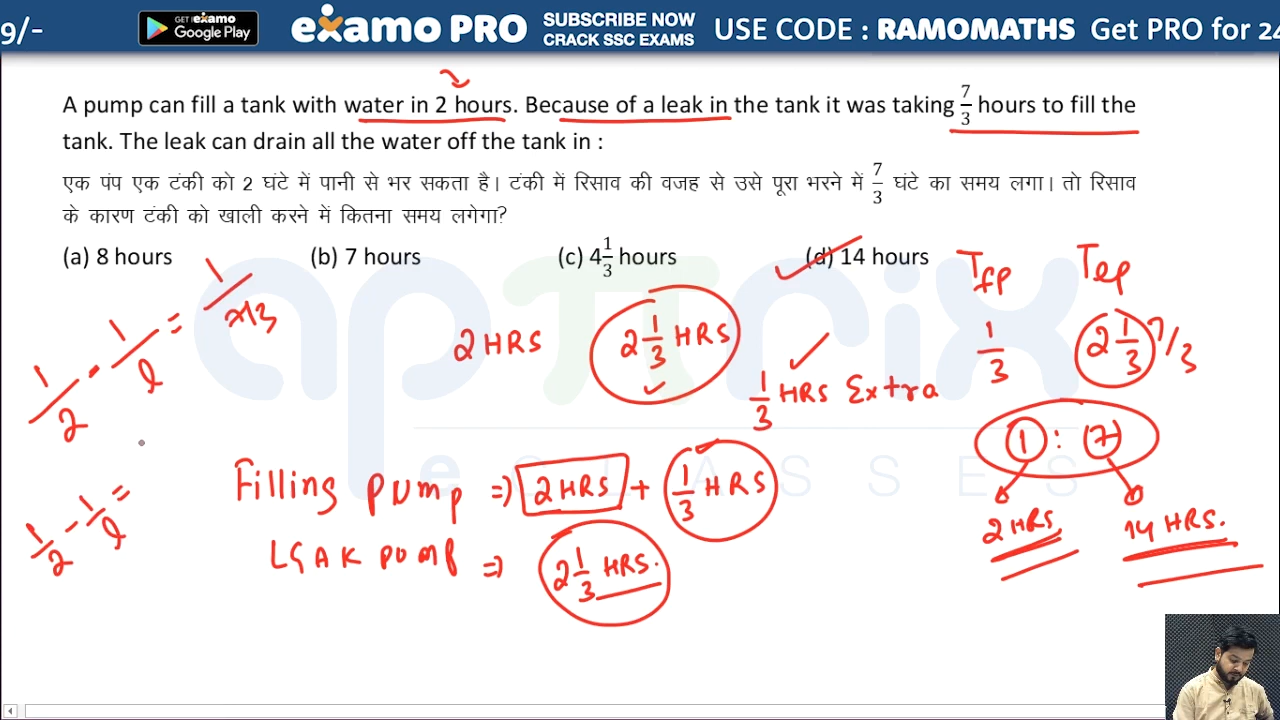 9/-
GET IT examo
Google Play
examo PRO
SUBSCRIBE NOW
CRACK SSC EXAMS
USE CODE : RAMOMATHS Get PRO for 24
A pump can fill a tank with water in 2 hours. Because of a leak in the tank it was taking 7/3 hours to fill the
tank. The leak can drain all the water off the tank in :
एक पंप एक टंकी को 2 घंटे में पानी से भर सकता है। टंकी में रिसाव की वजह से उसे पूरा भरने में 7/3 घंटे का समय लगा। तो रिसाव
के कारण टंकी को खाली करने में कितना समय लगेगा?
(a) 8 hours (b) 7 hours (c) 4 1/3 hours (d) 14 hours
Tfp
1/3
2 1/3 7/3
1 : 7
2 HRS. 14 HRS.
2 HRS 2 1/3 HRS
1/3 HRS Extra
Filling pump ⇒ 2 HRS + 1/3 HRS
LEAK PUMP ⇒ 2 1/3 HRS.
1/2 - 1/l =
1/2 - 1/l =
CLASSES